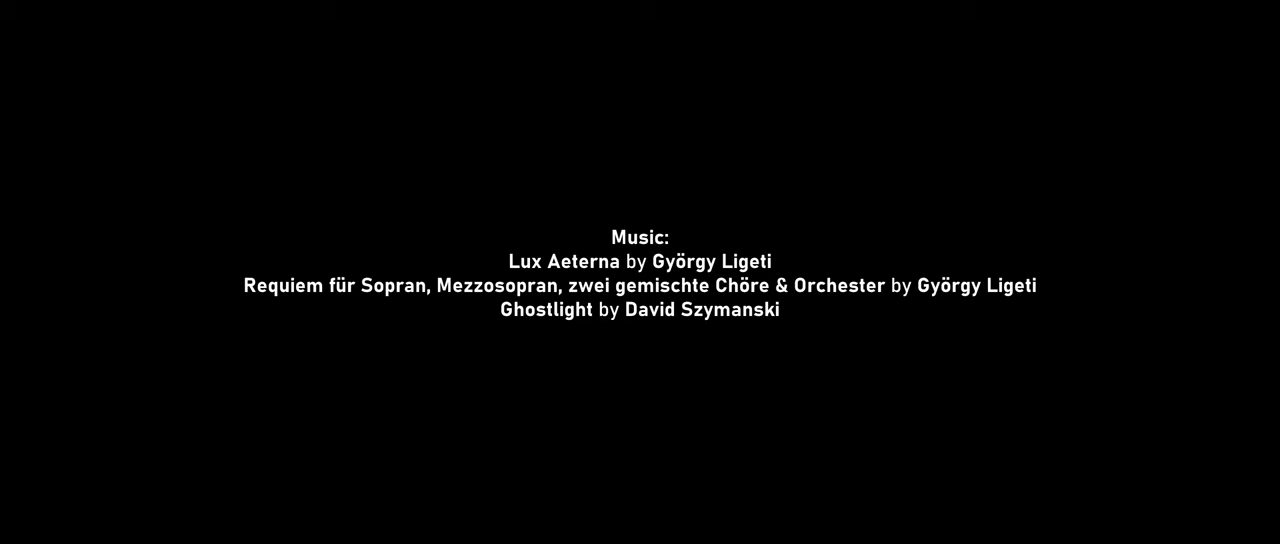 Music:
Lux Aeterna by György Ligeti
Requiem für Sopran, Mezzosopran, zwei gemischte Chöre & Orchester by György Ligeti
Ghostlight by David Szymanski